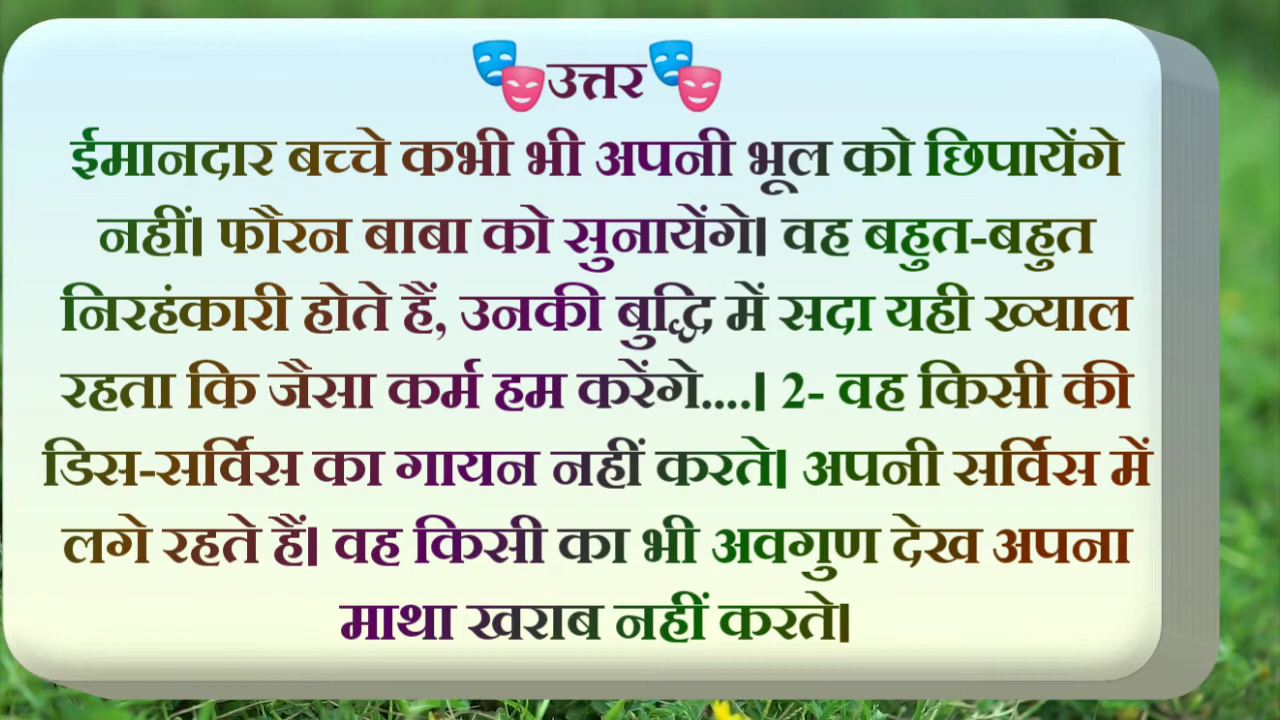 🎭उत्तर🎭
ईमानदार बच्चे कभी भी अपनी भूल को छिपायेंगे
नहीं। फौरन बाबा को सुनायेंगे। वह बहुत-बहुत
निरहंकारी होते हैं, उनकी बुद्धि में सदा यही ख्याल
रहता कि जैसा कर्म हम करेंगे....। 2- वह किसी की
डिस-सर्विस का गायन नहीं करते। अपनी सर्विस में
लगे रहते हैं। वह किसी का भी अवगुण देख अपना
माथा खराब नहीं करते।